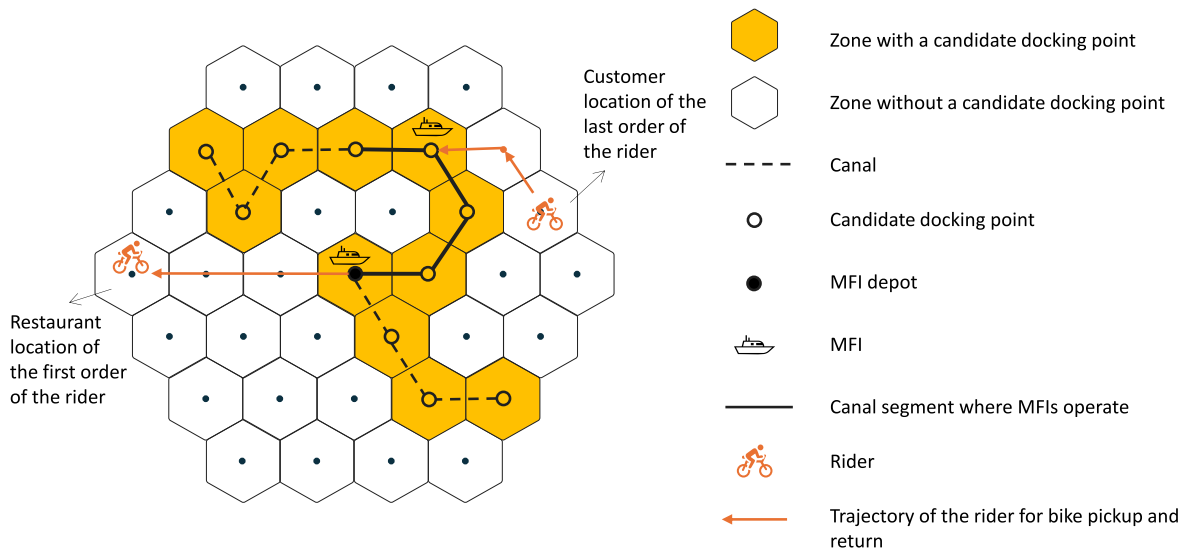 Customer
location of the
last order of
the rider
Restaurant
location of
the first order
of the rider
Zone with a candidate docking point
Zone without a candidate docking point
Canal
Candidate docking point
MFI depot
MFI
Canal segment where MFIs operate
Rider
Trajectory of the rider for bike pickup and
return